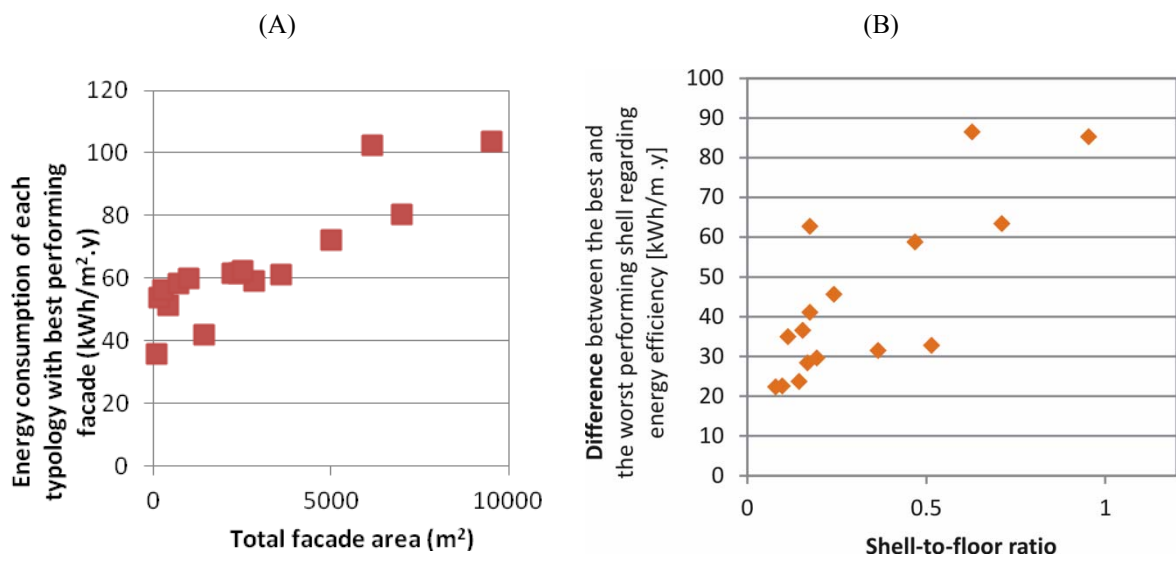 (A)
(B)
Energy consumption of each
typology with best performing
facade (kWh/m².y)
120
100
80
60
40
20
0
0
5000
10000
Total facade area (m²)
Difference between the best and
the worst performing shell regarding
energy efficiency [kWh/m .y]
100
90
80
70
60
50
40
30
20
10
0
0
0.5
1
Shell-to-floor ratio